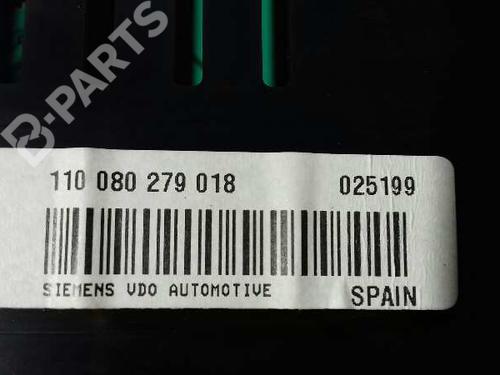 B-PARTS
110 080 279 018 025199
SIEMENS VDO AUTOMOTIVE SPAIN